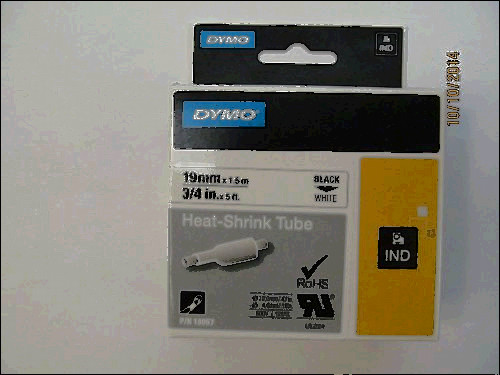 DYMO
IND
DYMO
19mm x 1.5m
3/4 in. x 5 ft.
BLACK
WHITE
Heat-Shrink Tube
IND
RoHS
10/10/2014